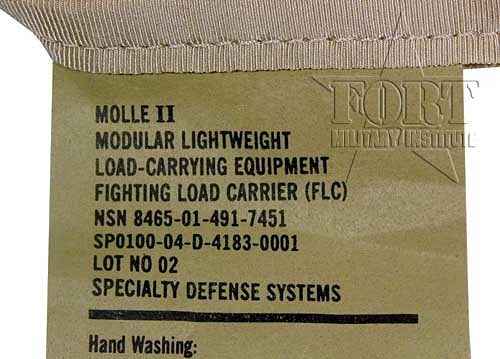 FORT
MILITARY INSTITUTE
MOLLE II
MODULAR LIGHTWEIGHT
LOAD-CARRYING EQUIPMENT
FIGHTING LOAD CARRIER (FLC)
NSN 8465-01-491-7451
SP0100-04-D-4183-0001
LOT NO 02
SPECIALTY DEFENSE SYSTEMS
Hand Washing: